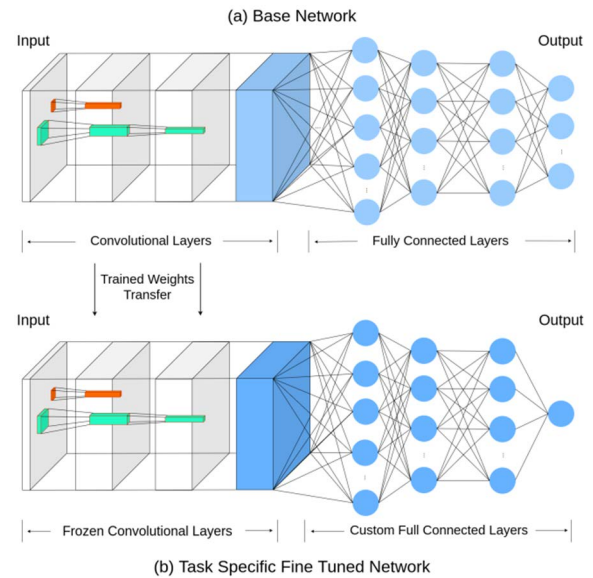 (a) Base Network
Input
Output
Convolutional Layers
Fully Connected Layers
Trained Weights
Transfer
Input
Output
Frozen Convolutional Layers
Custom Full Connected Layers
(b) Task Specific Fine Tuned Network